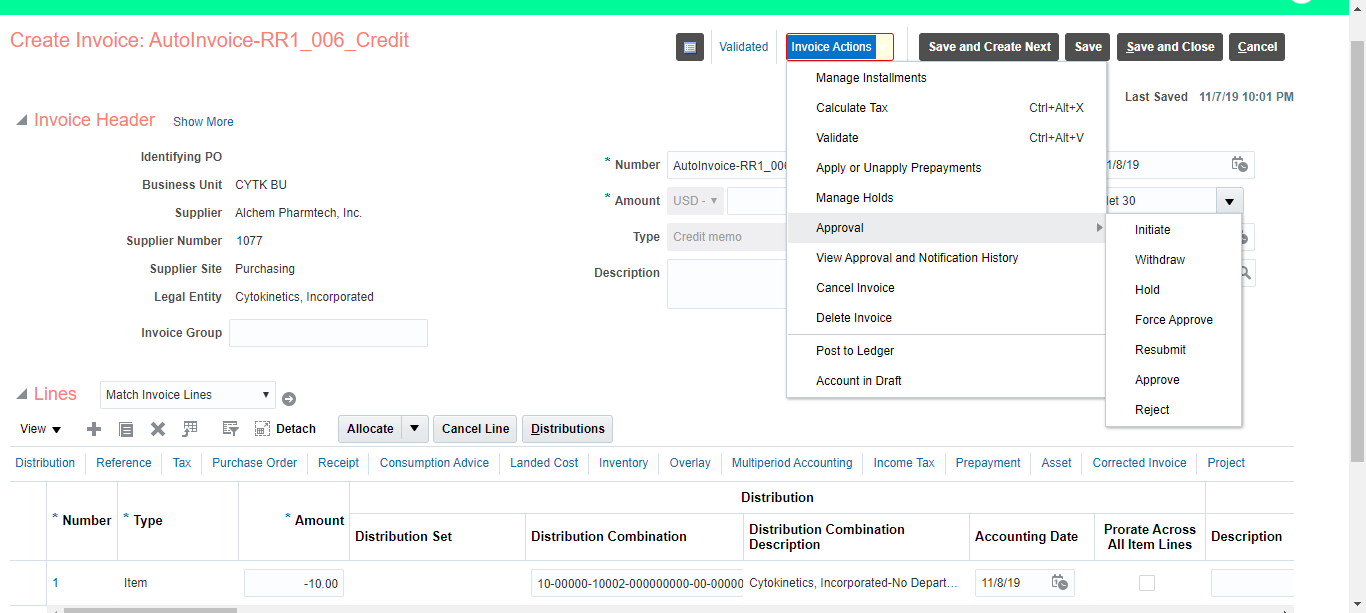 Create Invoice: AutoInvoice-RR1_006_Credit
Validated
Invoice Actions
Save and Create Next
Save
Save and Close
Cancel
Manage Installments
Calculate Tax Ctrl+Alt+X
Validate Ctrl+Alt+V
Apply or Unapply Prepayments
Manage Holds
Approval
View Approval and Notification History
Cancel Invoice
Delete Invoice
Post to Ledger
Account in Draft
Initiate
Withdraw
Hold
Force Approve
Resubmit
Approve
Reject
Last Saved 11/7/19 10:01 PM
Invoice Header Show More
Identifying PO
Business Unit CYTK BU
Supplier Alchem Pharmtech, Inc.
Supplier Number 1077
Supplier Site Purchasing
Legal Entity Cytokinetics, Incorporated
Invoice Group
* Number AutoInvoice-RR1_006
* Amount USD -
Type Credit memo
Description
1/8/19
et 30
Lines Match Invoice Lines
View Detach Allocate Cancel Line Distributions
Distribution Reference Tax Purchase Order Receipt Consumption Advice Landed Cost Inventory Overlay Multiperiod Accounting Income Tax Prepayment Asset Corrected Invoice Project
Distribution
* Number * Type * Amount Distribution Set Distribution Combination Distribution Combination Description Accounting Date Prorate Across All Item Lines Description
1 Item -10.00 10-00000-10002-000000000-00-00000 Cytokinetics, Incorporated-No Depart... 11/8/19